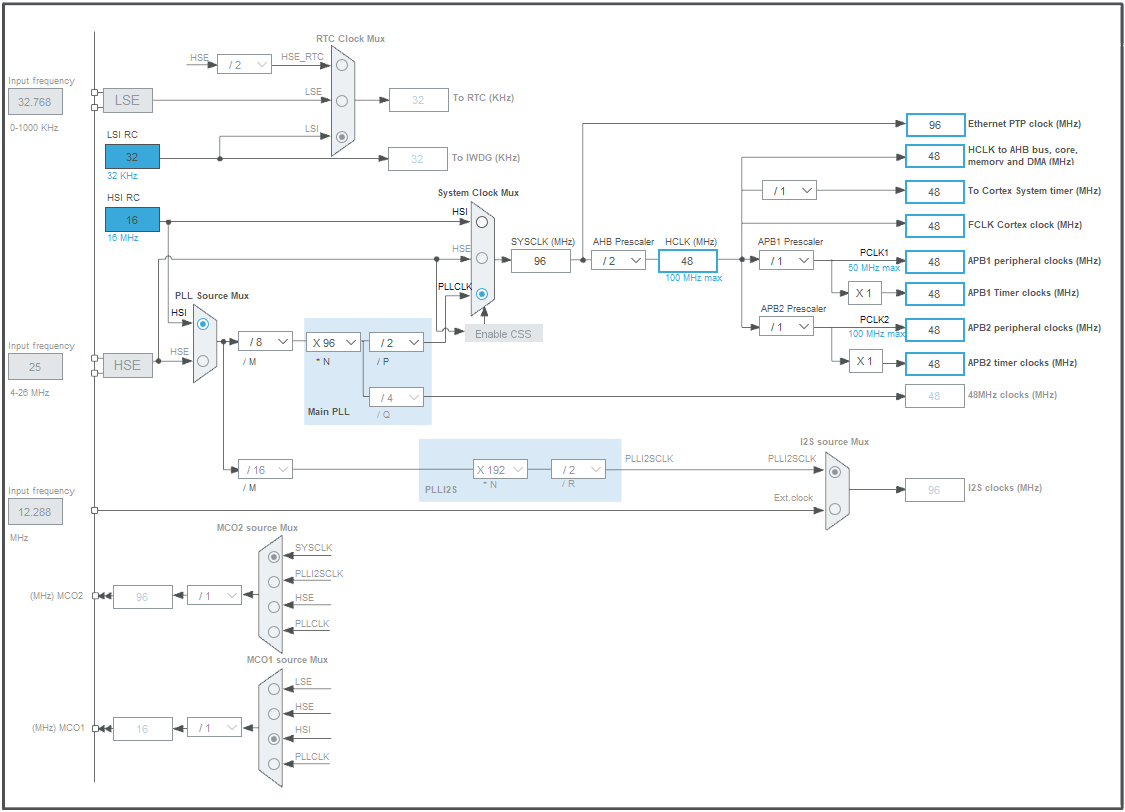 RTC Clock Mux
HSE
/ 2
HSE_RTC
Input frequency
32.768
0-1000 KHz
LSE
LSE
32
To RTC (KHz)
LSI
LSI RC
32
32 KHz
32
To IWDG (KHz)
HSI RC
16
16 MHz
System Clock Mux
HSI
HSE
PLLCLK
SYSCLK (MHz)
96
AHB Prescaler
/ 2
HCLK (MHz)
48
100 MHz max
96
Ethernet PTP clock (MHz)
48
HCLK to AHB bus, core,
memory and DMA (MHz)
/ 1
48
To Cortex System timer (MHz)
48
FCLK Cortex clock (MHz)
APB1 Prescaler
/ 1
PCLK1
50 MHz max
48
APB1 peripheral clocks (MHz)
X 1
48
APB1 Timer clocks (MHz)
APB2 Prescaler
/ 1
PCLK2
100 MHz max
48
APB2 peripheral clocks (MHz)
X 1
48
APB2 timer clocks (MHz)
48
48MHz clocks (MHz)
PLL Source Mux
HSI
HSE
Input frequency
25
4-26 MHz
HSE
/ 8
/ M
X 96
* N
/ 2
/ P
Enable CSS
/ 4
/ Q
Main PLL
/ 16
/ M
X 192
* N
/ 2
/ R
PLLI2S
PLLI2SCLK
I2S source Mux
PLLI2SCLK
Ext.clock
96
I2S clocks (MHz)
Input frequency
12.288
MHz
MCO2 source Mux
SYSCLK
PLLI2SCLK
HSE
PLLCLK
(MHz) MCO2
96
/ 1
MCO1 source Mux
LSE
HSE
HSI
PLLCLK
(MHz) MCO1
16
/ 1